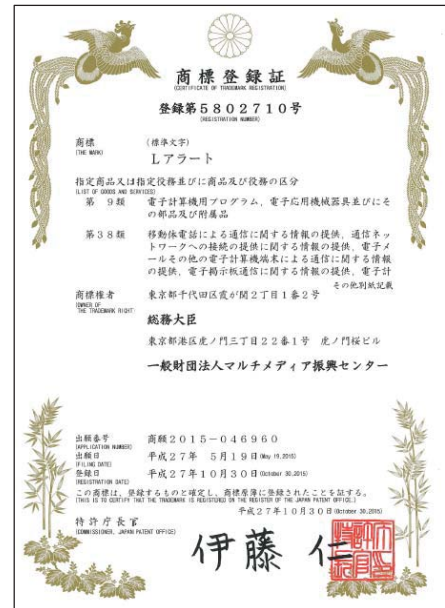 商標登録証
(CERTIFICATE OF TRADEMARK REGISTRATION)
登録第5802710号
(REGISTRATION NUMBER)
商標 (標準文字)
(THE MARK)
Lアラート
指定商品又は指定役務並びに商品及び役務の区分
(LIST OF GOODS AND SERVICES)
第 9類 電子計算機用プログラム,電子応用機械器具並びにそ
の部品及び附属品
第38類 移動体電話による通信に関する情報の提供,通信ネッ
トワークへの接続の提供に関する情報の提供,電子メ
ールその他の電子計算機端末による通信に関する情報
の提供,電子掲示板通信に関する情報の提供,電子計
その他別紙記載
商標権者 東京都千代田区霞が関2丁目1番2号
(OWNER OF THE TRADEMARK RIGHT)
総務大臣
東京都港区虎ノ門三丁目22番1号 虎ノ門桜ビル
一般財団法人マルチメディア振興センター
出願番号 商願2015-046960
(APPLICATION NUMBER)
出願日 平成27年 5月19日(May 19,2015)
(FILING DATE)
登録日 平成27年10月30日(October 30,2015)
(REGISTRATION DATE)
この商標は、登録するものと確定し、商標原簿に登録されたことを証する。
(THIS IS TO CERTIFY THAT THE TRADEMARK IS REGISTERED ON THE REGISTER OF THE JAPAN PATENT OFFICE.)
平成27年10月30日(October 30,2015)
特許庁長官
(COMMISSIONER, JAPAN PATENT OFFICE)
伊藤 仁